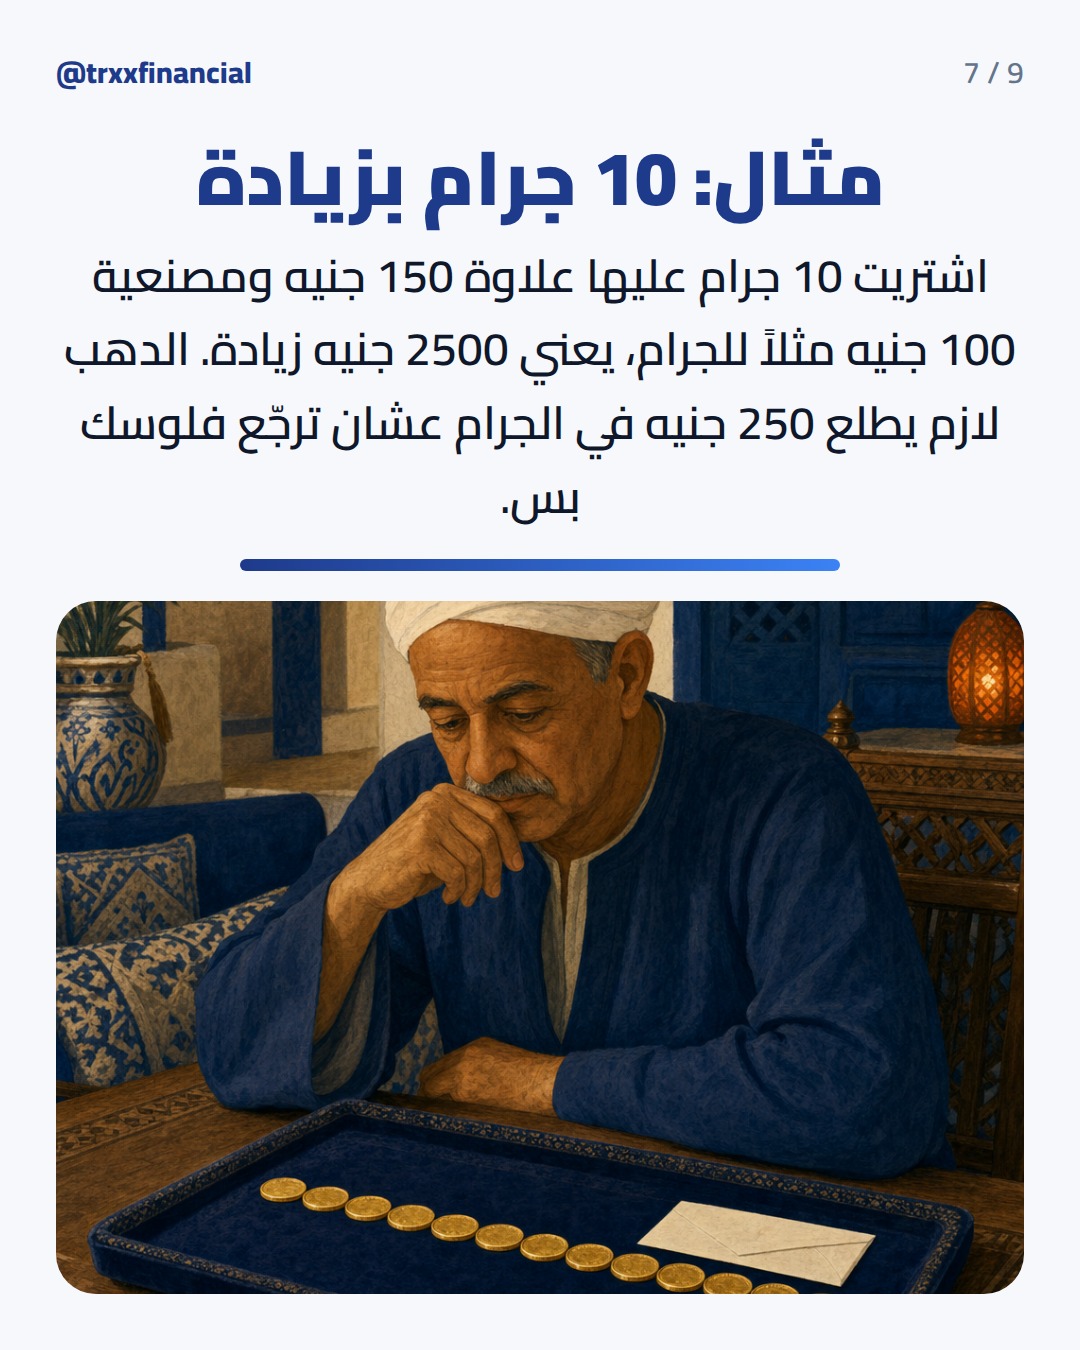 @trxxfinancial
7 / 9
مثال: 10 جرام بزيادة
اشتريت 10 جرام عليها علاوة 150 جنيه ومصنعية
100 جنيه مثلاً للجرام، يعني 2500 جنيه زيادة. الدهب
لازم يطلع 250 جنيه في الجرام عشان ترجّع فلوسك
بس.